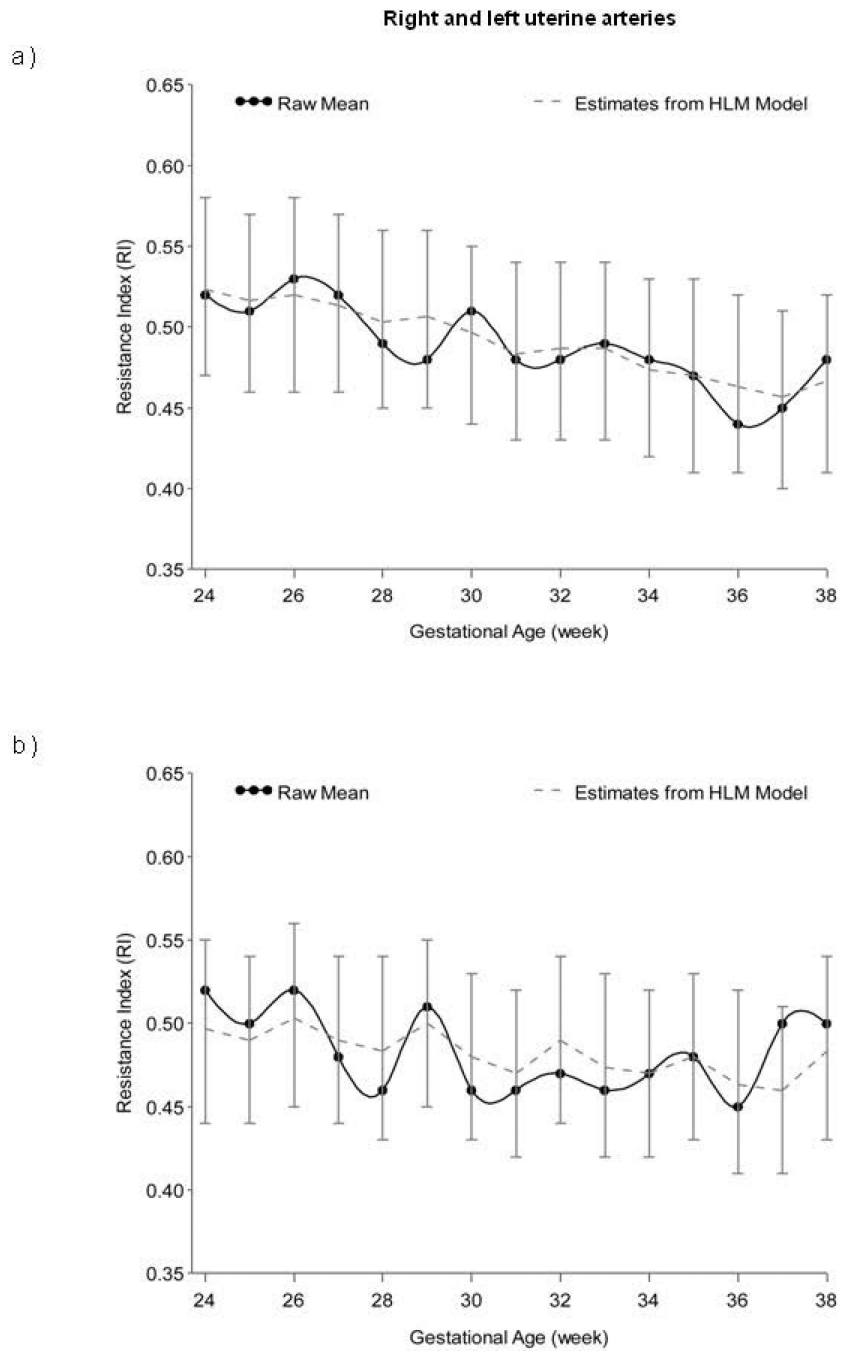 Right and left uterine arteries
a)
0.65
Raw Mean
Estimates from HLM Model
0.60
0.55
0.50
0.45
0.40
0.35
Resistance Index (RI)
24 26 28 30 32 34 36 38
Gestational Age (week)
b)
0.65
Raw Mean
Estimates from HLM Model
0.60
0.55
0.50
0.45
0.40
0.35
Resistance Index (RI)
24 26 28 30 32 34 36 38
Gestational Age (week)